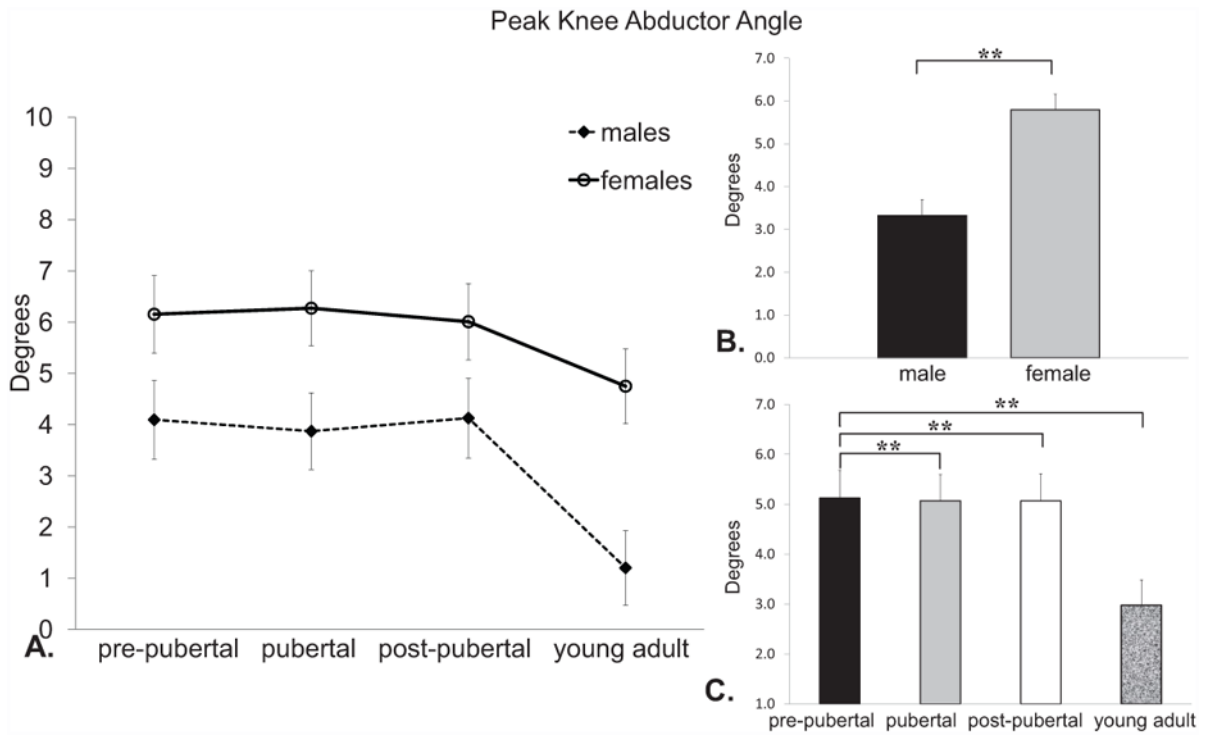 Peak Knee Abductor Angle
10
9
8
7
6
5
4
3
2
1
0
Degrees
males
females
pre-pubertal pubertal post-pubertal young adult
A.
7.0
6.0
5.0
4.0
3.0
2.0
1.0
0.0
Degrees
**
male female
B.
7.0
6.0
5.0
4.0
3.0
2.0
1.0
Degrees
**
**
**
pre-pubertal pubertal post-pubertal young adult
C.